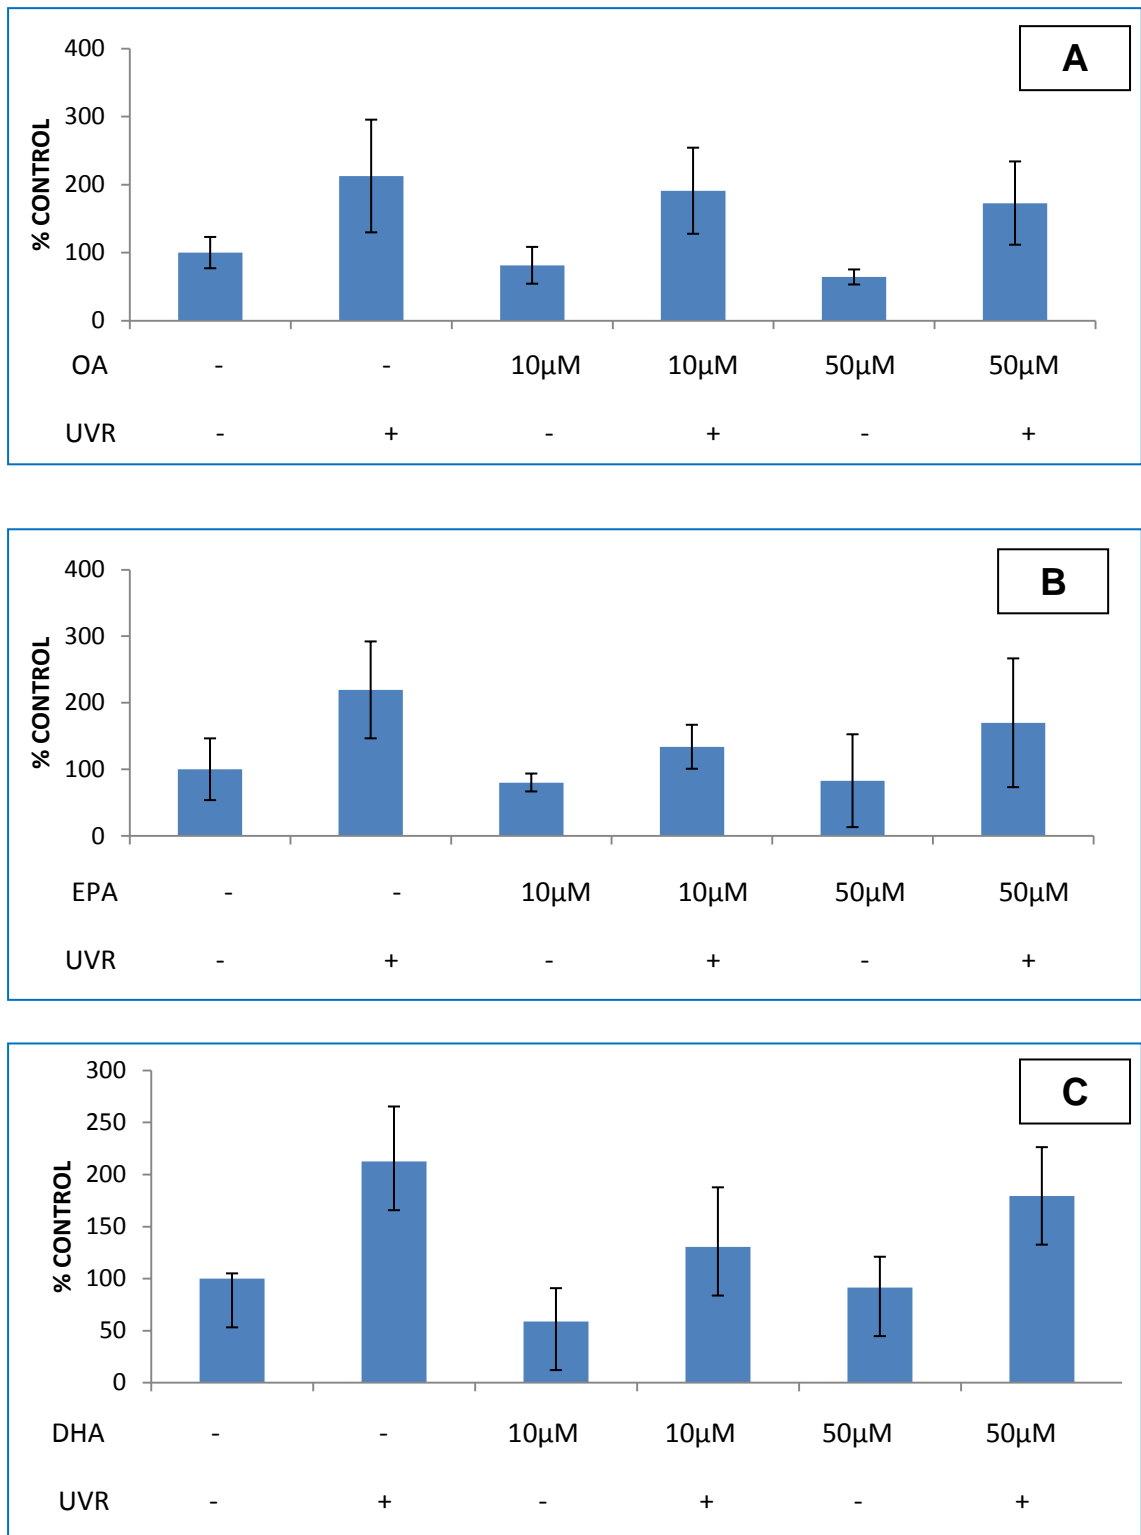 A
400
300
200
100
0
% CONTROL
OA - - 10µM 10µM 50µM 50µM
UVR - + - + - +
B
400
300
200
100
0
% CONTROL
EPA - - 10µM 10µM 50µM 50µM
UVR - + - + - +
C
300
250
200
150
100
50
0
% CONTROL
DHA - - 10µM 10µM 50µM 50µM
UVR - + - + - +